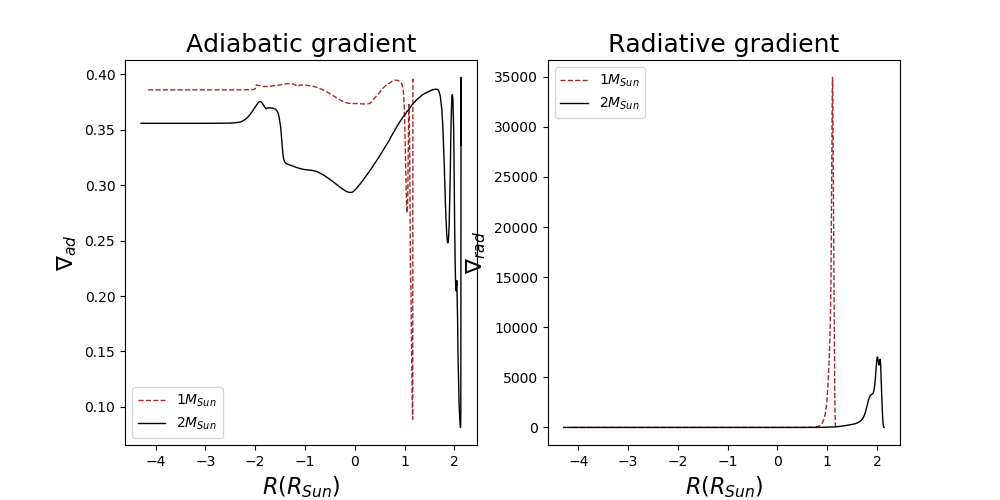 Adiabatic gradient
0.40
0.35
0.30
0.25
0.20
0.15
0.10
∇ad
1MSun
2MSun
−4 −3 −2 −1 0 1 2
R(RSun)
Radiative gradient
35000
30000
25000
20000
15000
10000
5000
0
∇rad
1MSun
2MSun
−4 −3 −2 −1 0 1 2
R(RSun)